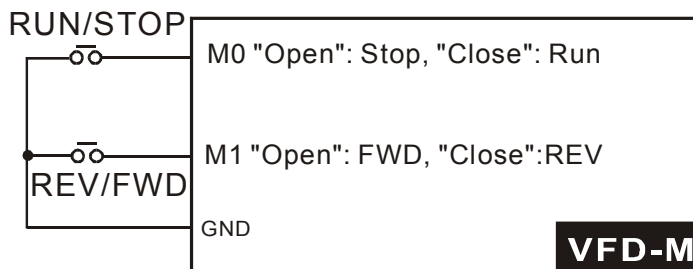 RUN/STOP
M0 "Open": Stop, "Close": Run
M1 "Open": FWD, "Close":REV
REV/FWD
GND
VFD-M